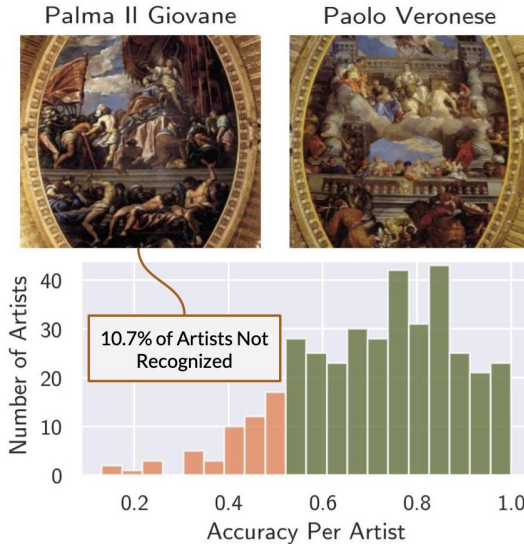 Palma Il Giovane
Paolo Veronese
40
30
20
10
0
Number of Artists
10.7% of Artists Not
Recognized
0.2
0.4
0.6
0.8
1.0
Accuracy Per Artist